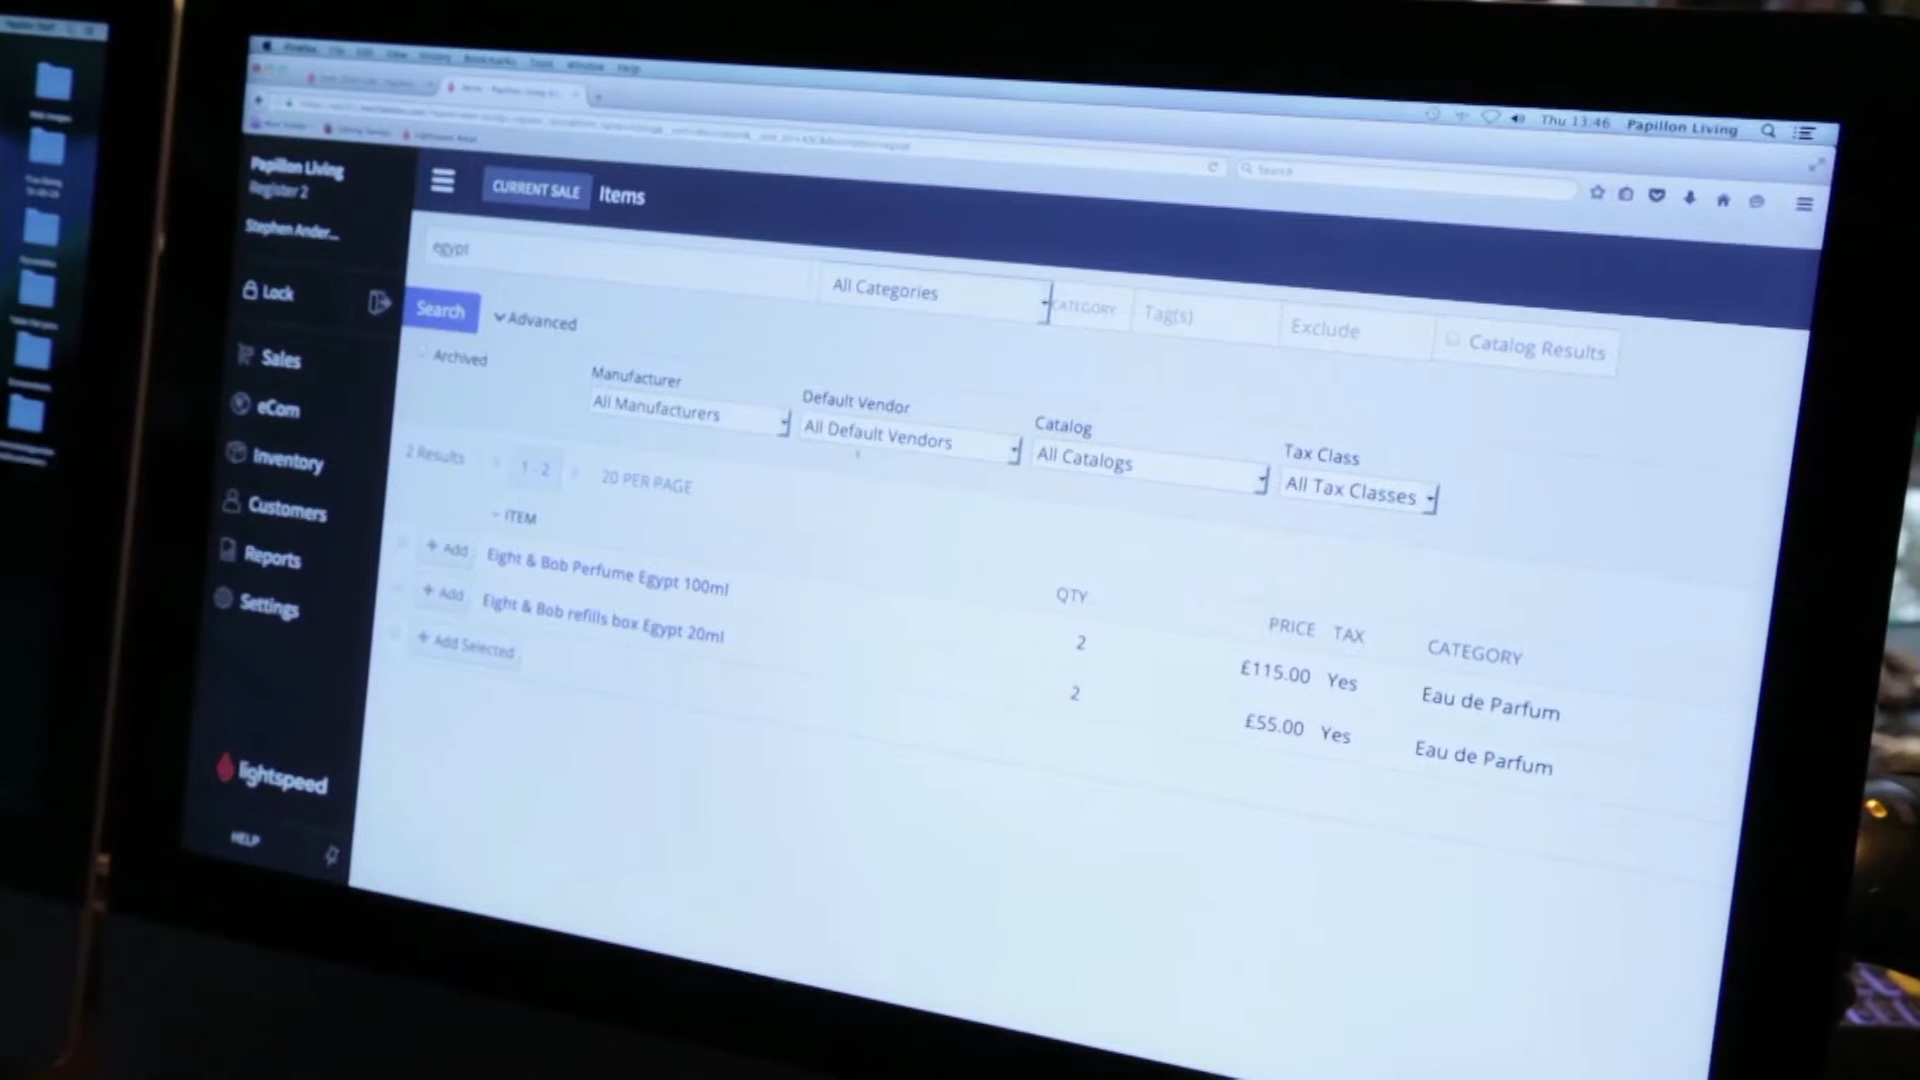 Thu 13:46 Papillon Living
Search
Papillon Living
Register 2
Stephen Ander...
Lock
Sales
eCom
Inventory
Customers
Reports
Settings
lightspeed
HELP
CURRENT SALE Items
egypt
All Categories
CATEGORY
Tag(s)
Exclude
Catalog Results
Search
Advanced
Archived
Manufacturer
All Manufacturers
Default Vendor
All Default Vendors
Catalog
All Catalogs
Tax Class
All Tax Classes
2 Results 1 - 2 20 PER PAGE
ITEM QTY PRICE TAX CATEGORY
+ Add Eight & Bob Perfume Egypt 100ml 2 £115.00 Yes Eau de Parfum
+ Add Eight & Bob refills box Egypt 20ml 2 £55.00 Yes Eau de Parfum
+ Add Selected